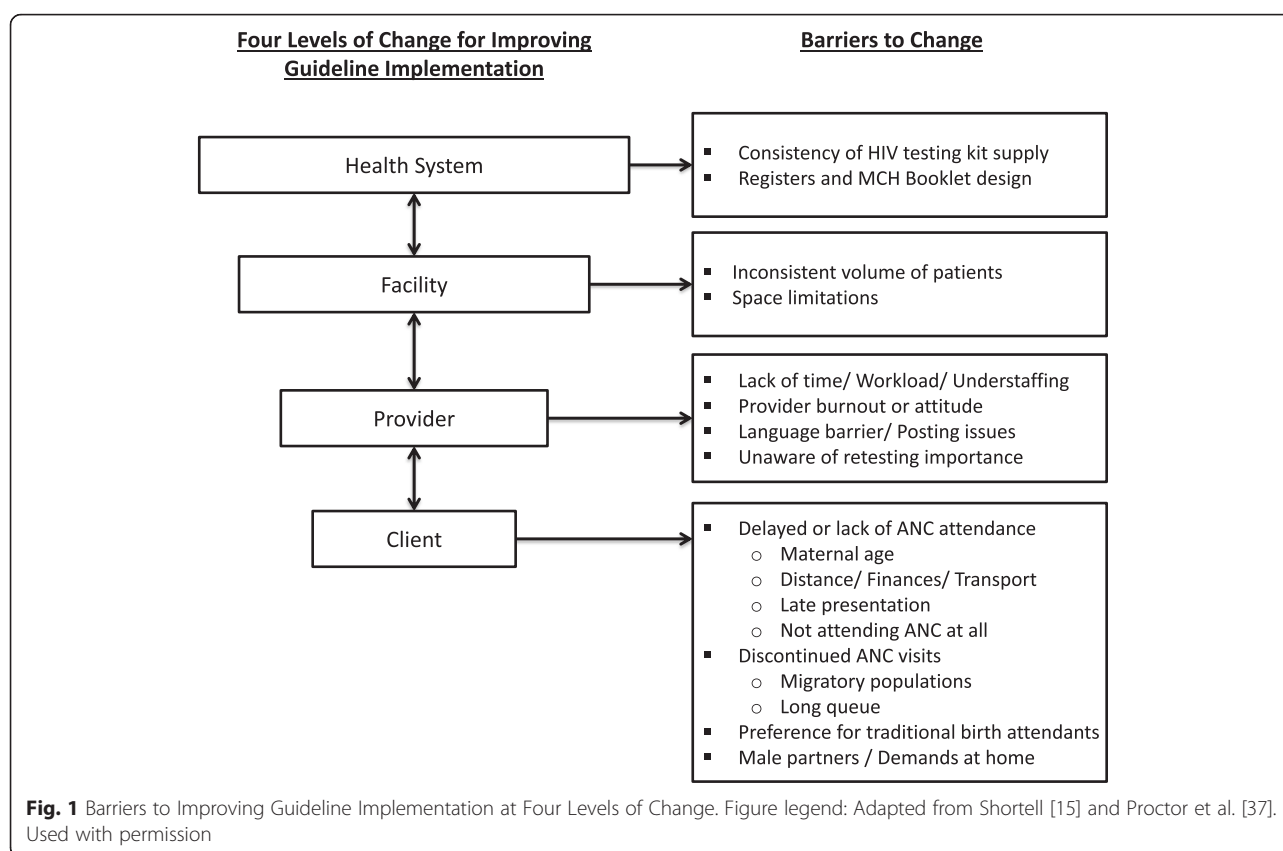 Four Levels of Change for Improving
Guideline Implementation
Barriers to Change
Health System
▪ Consistency of HIV testing kit supply
▪ Registers and MCH Booklet design
Facility
▪ Inconsistent volume of patients
▪ Space limitations
Provider
▪ Lack of time/ Workload/ Understaffing
▪ Provider burnout or attitude
▪ Language barrier/ Posting issues
▪ Unaware of retesting importance
Client
▪ Delayed or lack of ANC attendance
o Maternal age
o Distance/ Finances/ Transport
o Late presentation
o Not attending ANC at all
▪ Discontinued ANC visits
o Migratory populations
o Long queue
▪ Preference for traditional birth attendants
▪ Male partners / Demands at home
Fig. 1 Barriers to Improving Guideline Implementation at Four Levels of Change. Figure legend: Adapted from Shortell [15] and Proctor et al. [37].
Used with permission